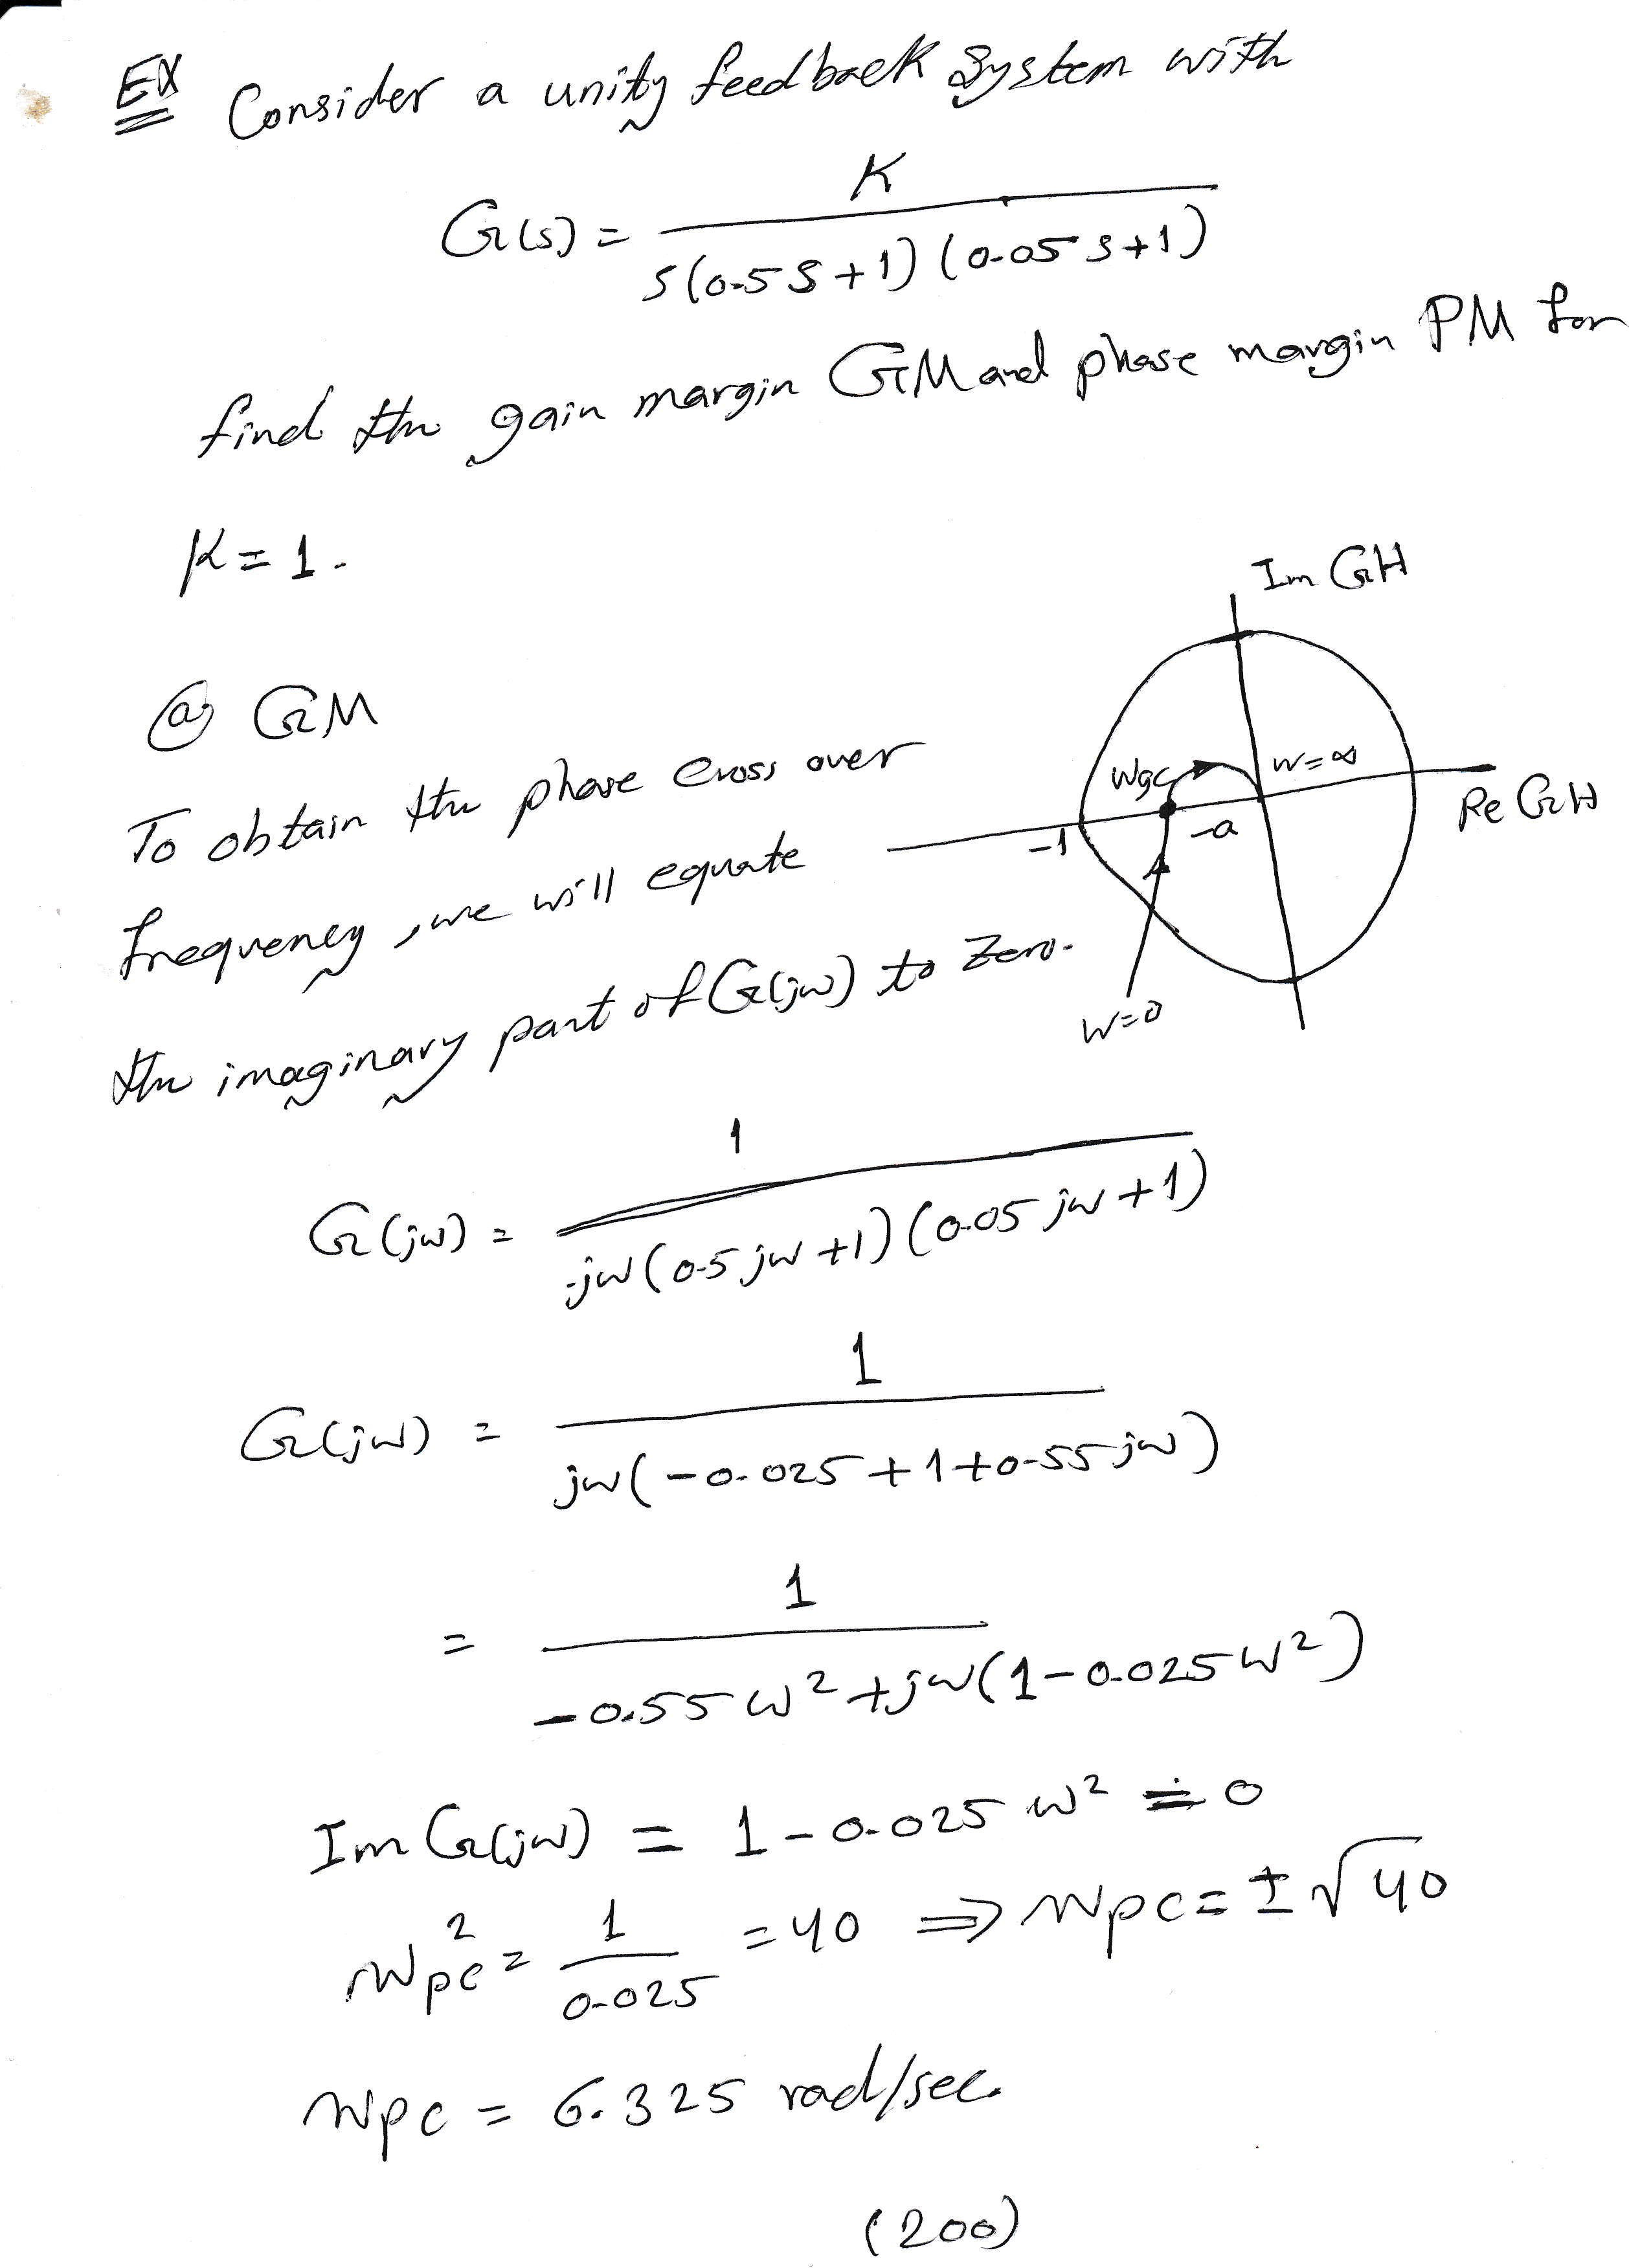 EX Consider a unity feedback system with
G(s) = K / s(0.5S+1)(0.05S+1)
find the gain margin GM and phase margin PM for
K=1.
Im GH
@ GM
wgc w=∞
Re GH
-1 -a
To obtain the phase cross over
frequency, we will equate
the imaginary part of G(jw) to zero.
w=0
G(jw) = 1 / jw(0.5jw+1)(0.05jw+1)
G(jw) = 1 / jw(-0.025+1+0.55jw)
= 1 / -0.55w²+jw(1-0.025w²)
Im G(jw) = 1-0.025w² = 0
wpc² = 1 / 0.025 = 40 ⇒ wpc = ±√40
wpc = 6.325 rad/sec.
(200)